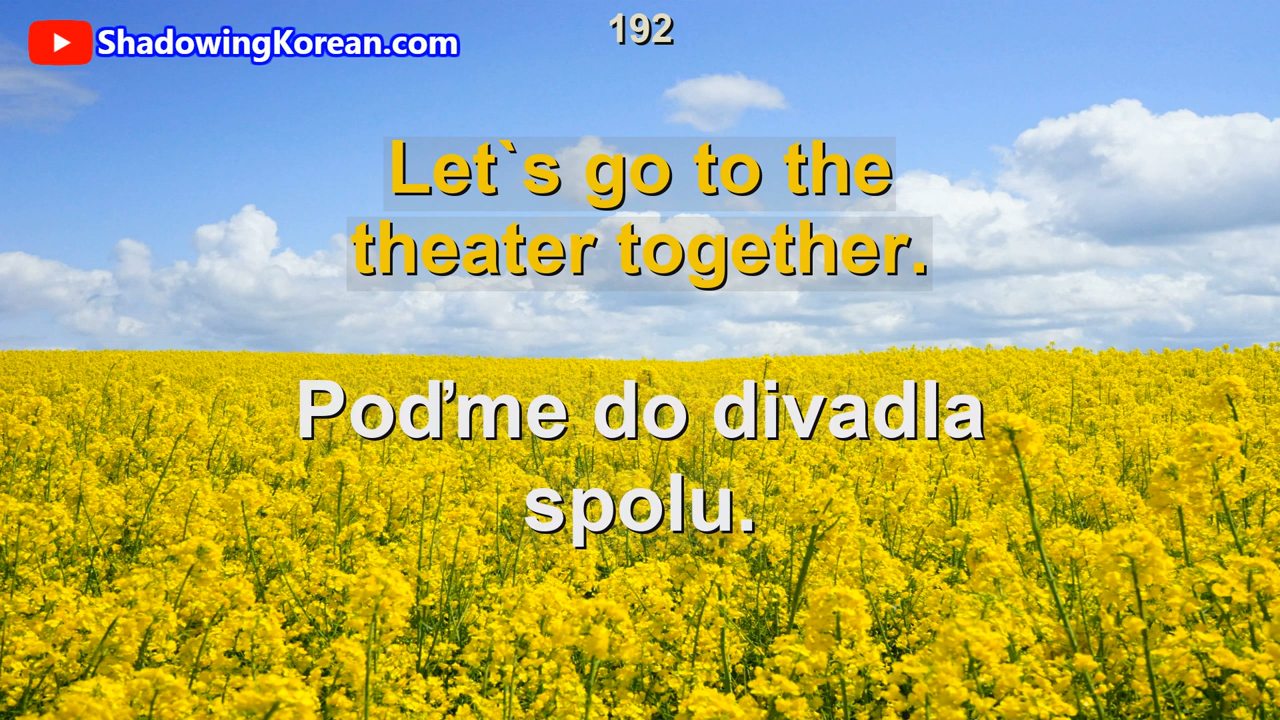 ShadowingKorean.com
192
Let`s go to the
theater together.
Poďme do divadla
spolu.